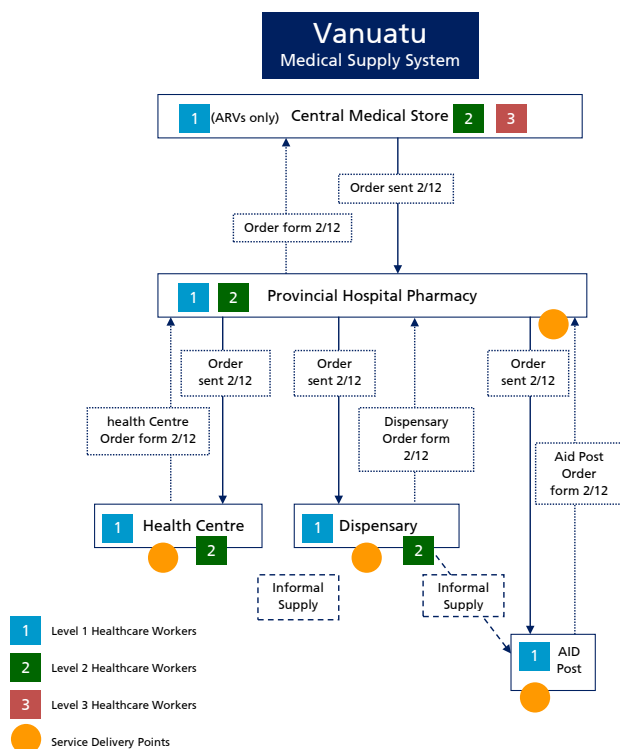 Vanuatu
Medical Supply System
1 (ARVs only) Central Medical Store 2 3
Order sent 2/12
Order form 2/12
1 2 Provincial Hospital Pharmacy
Order
sent 2/12
Order
sent 2/12
Order
sent 2/12
health Centre
Order form 2/12
Dispensary
Order form
2/12
Aid Post
Order
form 2/12
1 Health Centre
2
1 Dispensary
2
Informal
Supply
Informal
Supply
1 AID
Post
1 Level 1 Healthcare Workers
2 Level 2 Healthcare Workers
3 Level 3 Healthcare Workers
Service Delivery Points